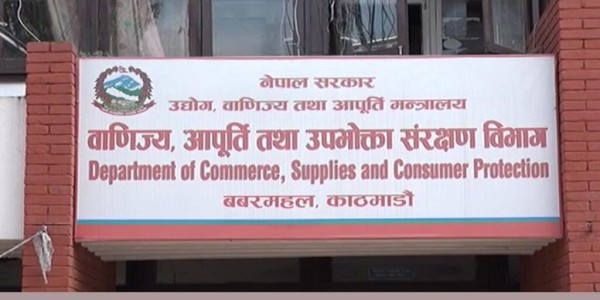 नेपाल सरकार
उद्योग, वाणिज्य तथा आपूर्ति मन्त्रालय
वाणिज्य, आपूर्ति तथा उपभोक्ता संरक्षण विभाग
Department of Commerce, Supplies and Consumer Protection
बबरमहल, काठमाडौं